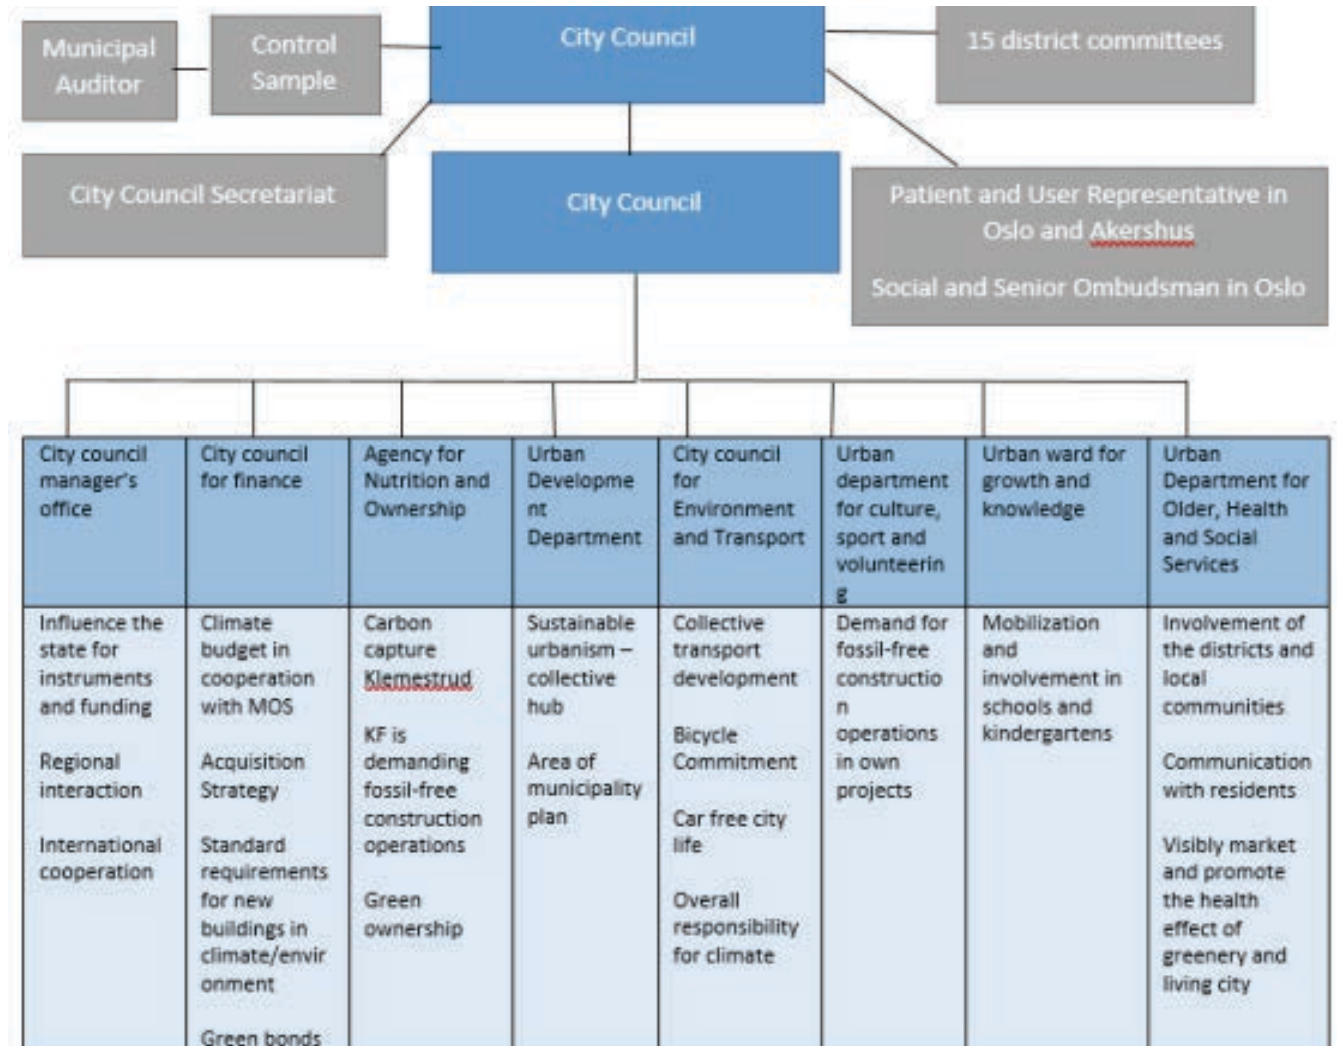 Municipal
Auditor
Control
Sample
City Council
15 district committees
City Council Secretariat
City Council
Patient and User Representative in
Oslo and Akershus
Social and Senior Ombudsman in Oslo
City council
manager's
office
City council
for finance
Agency for
Nutrition and
Ownership
Urban
Developme
nt
Department
City council
for
Environment
and Transport
Urban
department
for culture,
sport and
volunteerin
g
Urban ward for
growth and
knowledge
Urban
Department for
Older, Health
and Social
Services
Influence the
state for
instruments
and funding
Regional
interaction
International
cooperation
Climate
budget in
cooperation
with MOS
Acquisition
Strategy
Standard
requirements
for new
buildings in
climate/envir
onment
Green bonds
Carbon
capture
Klemestrud
KF is
demanding
fossil-free
construction
operations
Green
ownership
Sustainable
urbanism –
collective
hub
Area of
municipality
plan
Collective
transport
development
Bicycle
Commitment
Car free city
life
Overall
responsibility
for climate
Demand for
fossil-free
constructio
n
operations
in own
projects
Mobilization
and
involvement in
schools and
kindergartens
Involvement of
the districts and
local
communities
Communication
with residents
Visibly market
and promote
the health
effect of
greenery and
living city